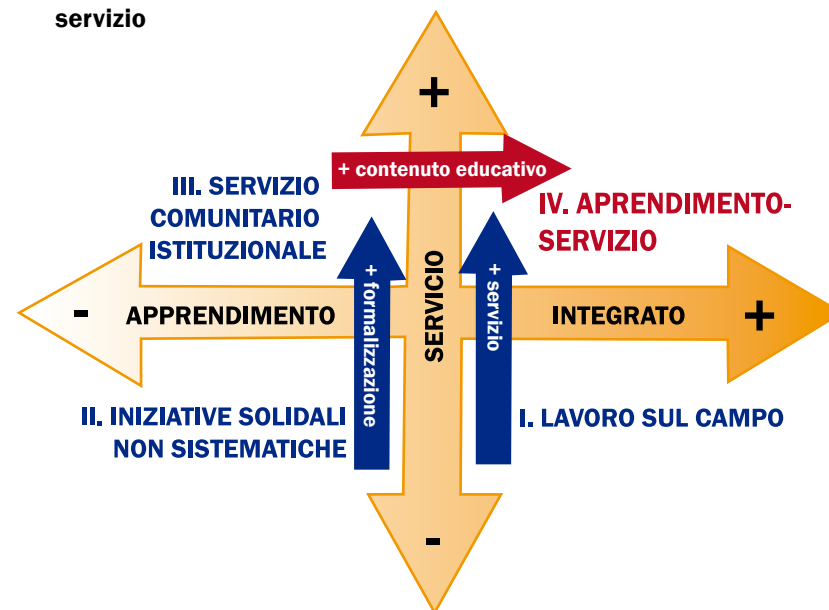 servizio
+
+ contenuto educativo
III. SERVIZIO
COMUNITARIO
ISTITUZIONALE
IV. APRENDIMENTO-
SERVIZIO
+ formalizzazione
SERVICIO
+ servizio
-
APPRENDIMENTO
INTEGRATO
+
II. INIZIATIVE SOLIDALI
NON SISTEMATICHE
I. LAVORO SUL CAMPO
-